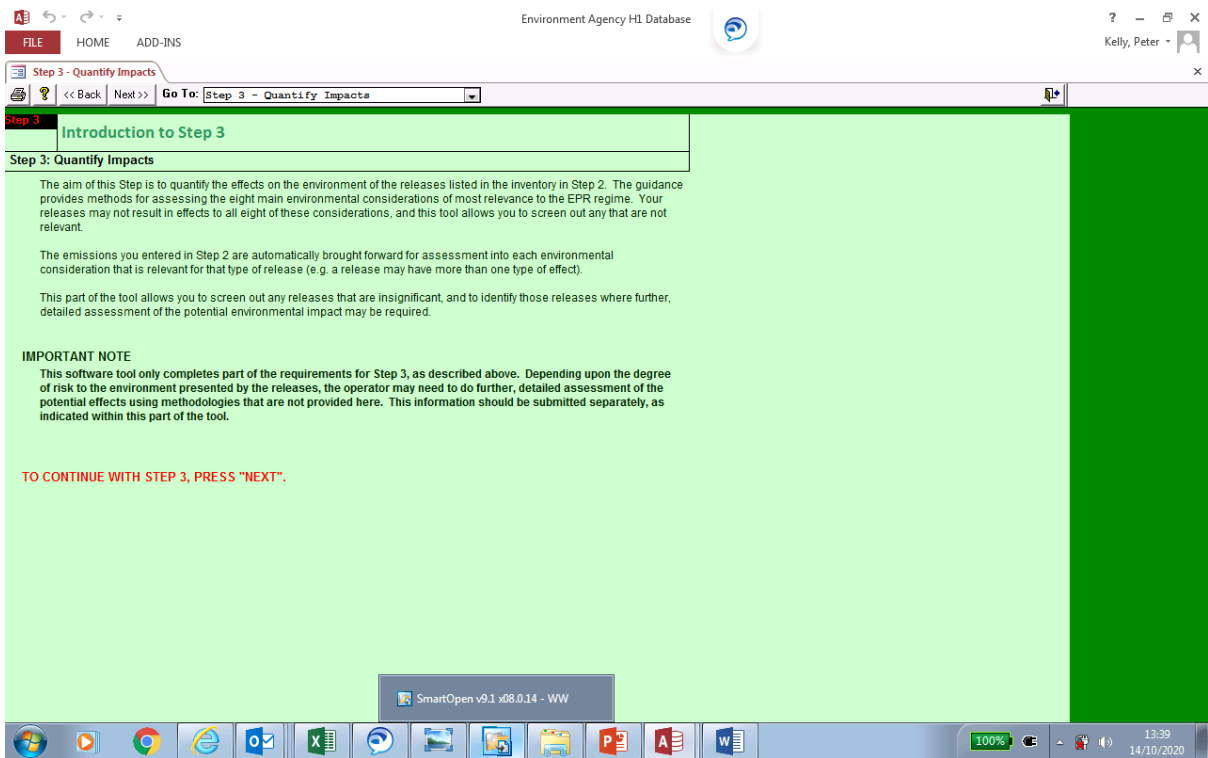 Environment Agency H1 Database
?
FILE HOME ADD-INS
Kelly, Peter
Step 3 - Quantify Impacts
<< Back Next >> Go To: Step 3 - Quantify Impacts
Step 3
Introduction to Step 3
Step 3: Quantify Impacts
The aim of this Step is to quantify the effects on the environment of the releases listed in the inventory in Step 2. The guidance
provides methods for assessing the eight main environmental considerations of most relevance to the EPR regime. Your
releases may not result in effects to all eight of these considerations, and this tool allows you to screen out any that are not
relevant.
The emissions you entered in Step 2 are automatically brought forward for assessment into each environmental
consideration that is relevant for that type of release (e.g. a release may have more than one type of effect).
This part of the tool allows you to screen out any releases that are insignificant, and to identify those releases where further,
detailed assessment of the potential environmental impact may be required.
IMPORTANT NOTE
This software tool only completes part of the requirements for Step 3, as described above. Depending upon the degree
of risk to the environment presented by the releases, the operator may need to do further, detailed assessment of the
potential effects using methodologies that are not provided here. This information should be submitted separately, as
indicated within this part of the tool.
TO CONTINUE WITH STEP 3, PRESS "NEXT".
SmartOpen v9.1 x08.0.14 - WW
100%
13:39
14/10/2020